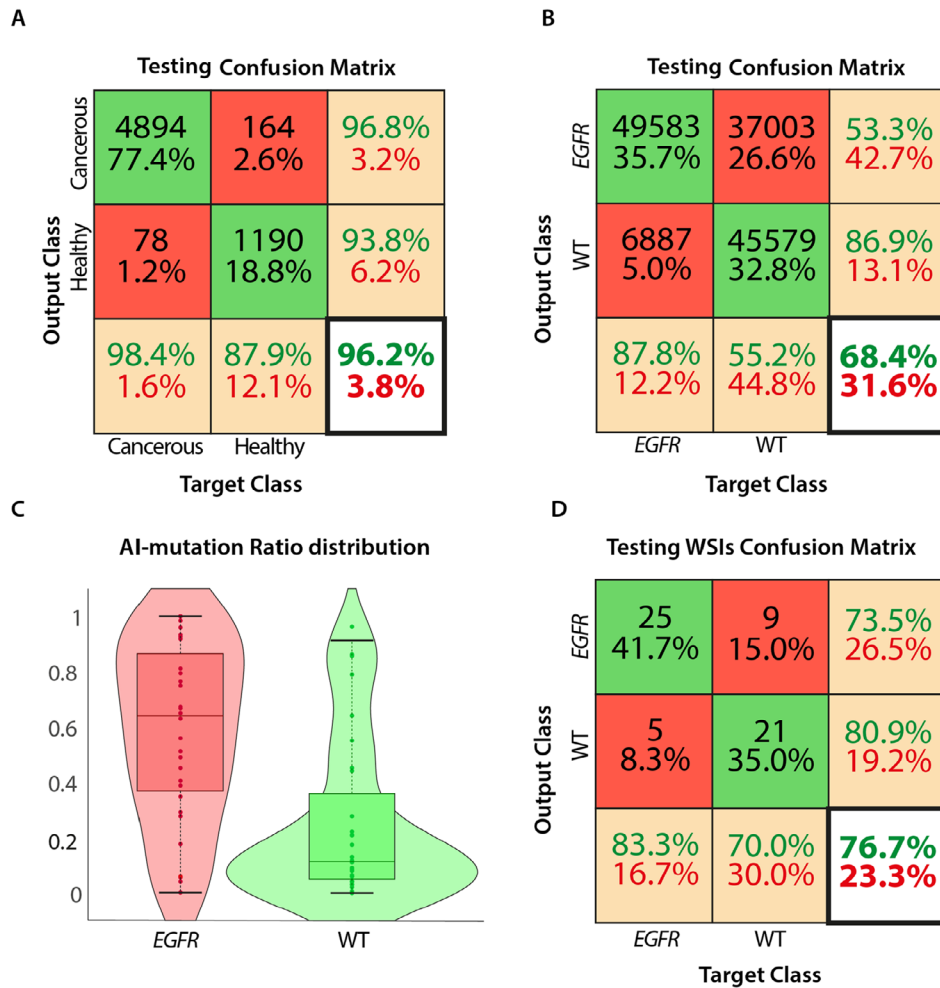 A
Testing Confusion Matrix
Cancerous
4894
77.4%
164
2.6%
96.8%
3.2%
Output Class
Healthy
78
1.2%
1190
18.8%
93.8%
6.2%
98.4%
1.6%
87.9%
12.1%
96.2%
3.8%
Cancerous Healthy
Target Class
B
Testing Confusion Matrix
EGFR
49583
35.7%
37003
26.6%
53.3%
42.7%
Output Class
WT
6887
5.0%
45579
32.8%
86.9%
13.1%
87.8%
12.2%
55.2%
44.8%
68.4%
31.6%
EGFR WT
Target Class
C
AI-mutation Ratio distribution
1
0.8
0.6
0.4
0.2
0
EGFR WT
D
Testing WSIs Confusion Matrix
EGFR
25
41.7%
9
15.0%
73.5%
26.5%
Output Class
WT
5
8.3%
21
35.0%
80.9%
19.2%
83.3%
16.7%
70.0%
30.0%
76.7%
23.3%
EGFR WT
Target Class